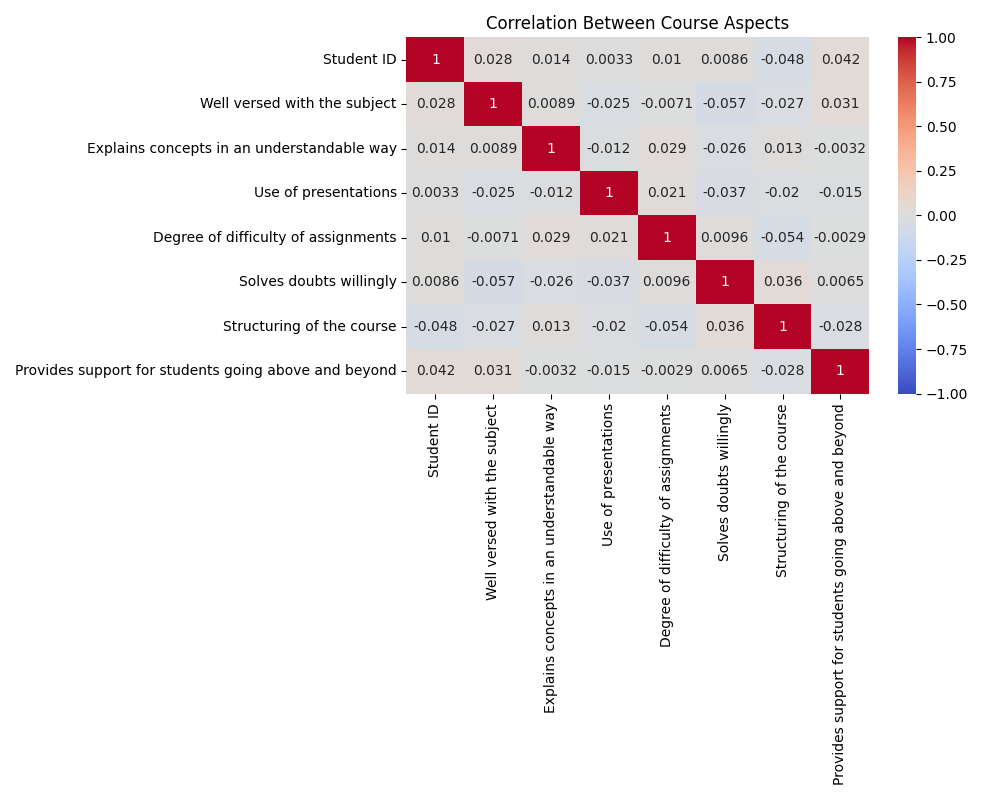 Correlation Between Course Aspects
Student ID 1 0.028 0.014 0.0033 0.01 0.0086 -0.048 0.042
Well versed with the subject 0.028 1 0.0089 -0.025 -0.0071 -0.057 -0.027 0.031
Explains concepts in an understandable way 0.014 0.0089 1 -0.012 0.029 -0.026 0.013 -0.0032
Use of presentations 0.0033 -0.025 -0.012 1 0.021 -0.037 -0.02 -0.015
Degree of difficulty of assignments 0.01 -0.0071 0.029 0.021 1 0.0096 -0.054 -0.0029
Solves doubts willingly 0.0086 -0.057 -0.026 -0.037 0.0096 1 0.036 0.0065
Structuring of the course -0.048 -0.027 0.013 -0.02 -0.054 0.036 1 -0.028
Provides support for students going above and beyond 0.042 0.031 -0.0032 -0.015 -0.0029 0.0065 -0.028 1
Student ID
Well versed with the subject
Explains concepts in an understandable way
Use of presentations
Degree of difficulty of assignments
Solves doubts willingly
Structuring of the course
Provides support for students going above and beyond
1.00
0.75
0.50
0.25
0.00
−0.25
−0.50
−0.75
−1.00